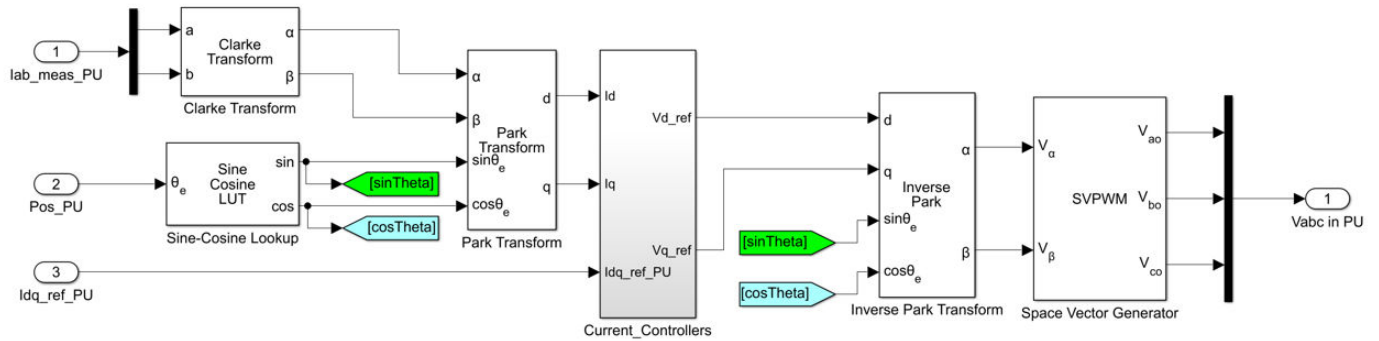 1
Iab_meas_PU
a
b
Clarke
Transform
α
β
Clarke Transform
2
Pos_PU
θe
Sine
Cosine
LUT
sin
cos
Sine-Cosine Lookup
[sinTheta]
[cosTheta]
3
Idq_ref_PU
α
β
sinθe
cosθe
Park
Transform
d
q
Park Transform
Id
Iq
Idq_ref_PU
Vd_ref
Vq_ref
Current_Controllers
[sinTheta]
[cosTheta]
d
q
sinθe
cosθe
Inverse
Park
α
β
Inverse Park Transform
Vα
Vβ
SVPWM
Vao
Vbo
Vco
Space Vector Generator
1
Vabc in PU